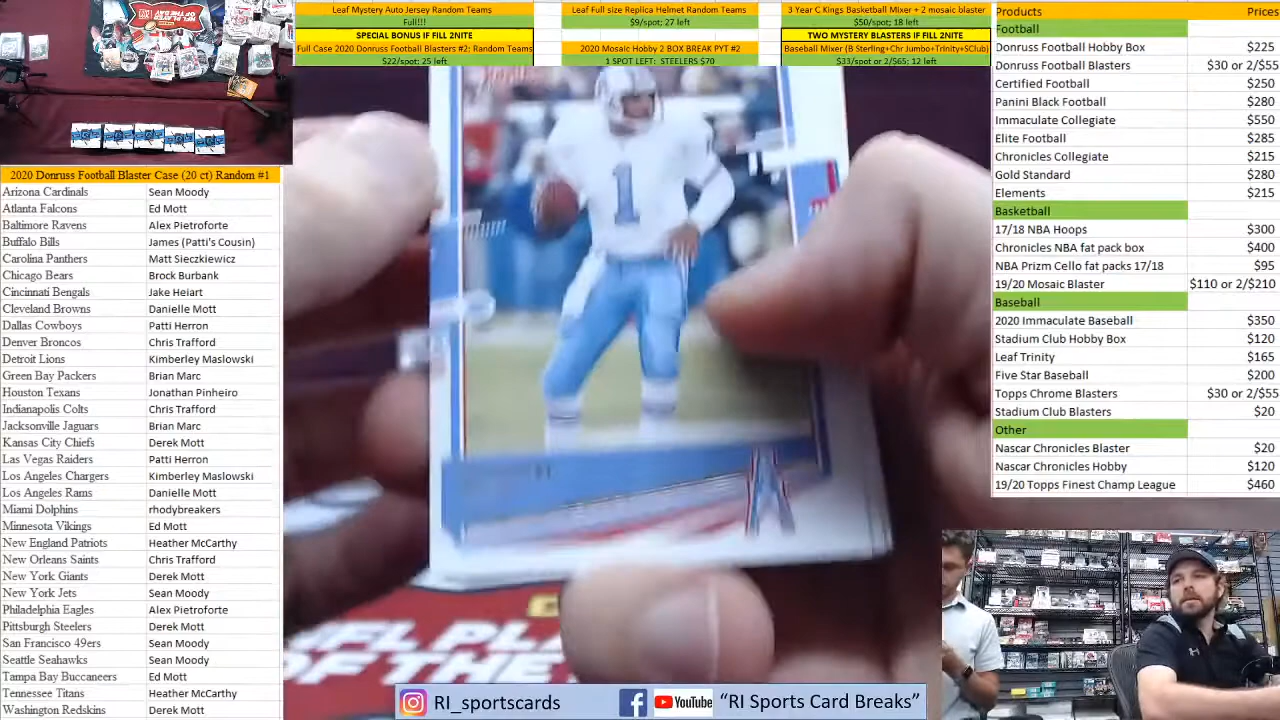 Leaf Mystery Auto Jersey Random Teams
Full!!!
SPECIAL BONUS IF FILL 2NITE
Full Case 2020 Donruss Football Blasters #2; Random Teams
$22/spot; 25 left
Leaf Full size Replica Helmet Random Teams
$9/spot; 27 left
2020 Mosaic Hobby 2 BOX BREAK PYT #2
1 SPOT LEFT: STEELERS $70
3 Year C Kings Basketball Mixer + 2 mosaic blaster
$50/spot; 18 left
TWO MYSTERY BLASTERS IF FILL 2NITE
Baseball Mixer (B Sterling+Chr Jumbo+Trinity+SClub)
$33/spot or 2/$65; 12 left
Products Prices
Football
Donruss Football Hobby Box $225
Donruss Football Blasters $30 or 2/$55
Certified Football $250
Panini Black Football $280
Immaculate Collegiate $550
Elite Football $285
Chronicles Collegiate $215
Gold Standard $280
Elements $215
Basketball
17/18 NBA Hoops $300
Chronicles NBA fat pack box $400
NBA Prizm Cello fat packs 17/18 $95
19/20 Mosaic Blaster $110 or 2/$210
Baseball
2020 Immaculate Baseball $350
Stadium Club Hobby Box $120
Leaf Trinity $165
Five Star Baseball $200
Topps Chrome Blasters $30 or 2/$55
Stadium Club Blasters $20
Other
Nascar Chronicles Blaster $20
Nascar Chronicles Hobby $120
19/20 Topps Finest Champ League $460
2020 Donruss Football Blaster Case (20 ct) Random #1
Arizona Cardinals Sean Moody
Atlanta Falcons Ed Mott
Baltimore Ravens Alex Pietroforte
Buffalo Bills James (Patti's Cousin)
Carolina Panthers Matt Sieczkiewicz
Chicago Bears Brock Burbank
Cincinnati Bengals Jake Heiart
Cleveland Browns Danielle Mott
Dallas Cowboys Patti Herron
Denver Broncos Chris Trafford
Detroit Lions Kimberley Maslowski
Green Bay Packers Brian Marc
Houston Texans Jonathan Pinheiro
Indianapolis Colts Chris Trafford
Jacksonville Jaguars Brian Marc
Kansas City Chiefs Derek Mott
Las Vegas Raiders Patti Herron
Los Angeles Chargers Kimberley Maslowski
Los Angeles Rams Danielle Mott
Miami Dolphins rhodybreakers
Minnesota Vikings Ed Mott
New England Patriots Heather McCarthy
New Orleans Saints Chris Trafford
New York Giants Derek Mott
New York Jets Sean Moody
Philadelphia Eagles Alex Pietroforte
Pittsburgh Steelers Derek Mott
San Francisco 49ers Sean Moody
Seattle Seahawks Sean Moody
Tampa Bay Buccaneers Ed Mott
Tennessee Titans Heather McCarthy
Washington Redskins Derek Mott
1
RI_sportscards
YouTube
"RI Sports Card Breaks"